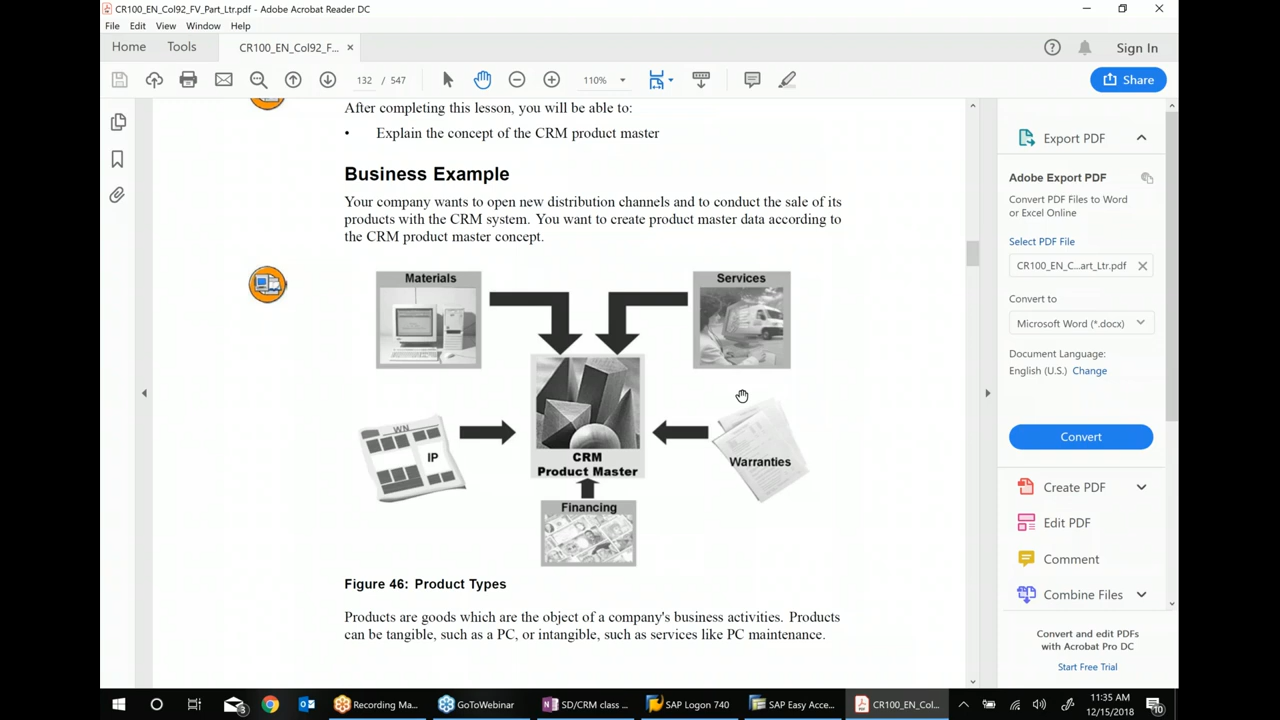 CR100_EN_Col92_FV_Part_Ltr.pdf - Adobe Acrobat Reader DC
File Edit View Window Help
Home Tools CR100_EN_Col92_F... × Sign In
132 / 547 110% Share
After completing this lesson, you will be able to:
• Explain the concept of the CRM product master
Business Example
Your company wants to open new distribution channels and to conduct the sale of its
products with the CRM system. You want to create product master data according to
the CRM product master concept.
Materials
Services
WN
IP
CRM
Product Master
Warranties
Financing
Figure 46: Product Types
Products are goods which are the object of a company's business activities. Products
can be tangible, such as a PC, or intangible, such as services like PC maintenance.
Export PDF
Adobe Export PDF
Convert PDF Files to Word
or Excel Online
Select PDF File
CR100_EN_C...art_Ltr.pdf
Convert to
Microsoft Word (*.docx)
Document Language:
English (U.S.) Change
Convert
Create PDF
Edit PDF
Comment
Combine Files
Convert and edit PDFs
with Acrobat Pro DC
Start Free Trial
Recording Ma...
GoToWebinar
SD/CRM class ...
SAP Logon 740
SAP Easy Acce...
CR100_EN_Col...
11:35 AM
12/15/2018